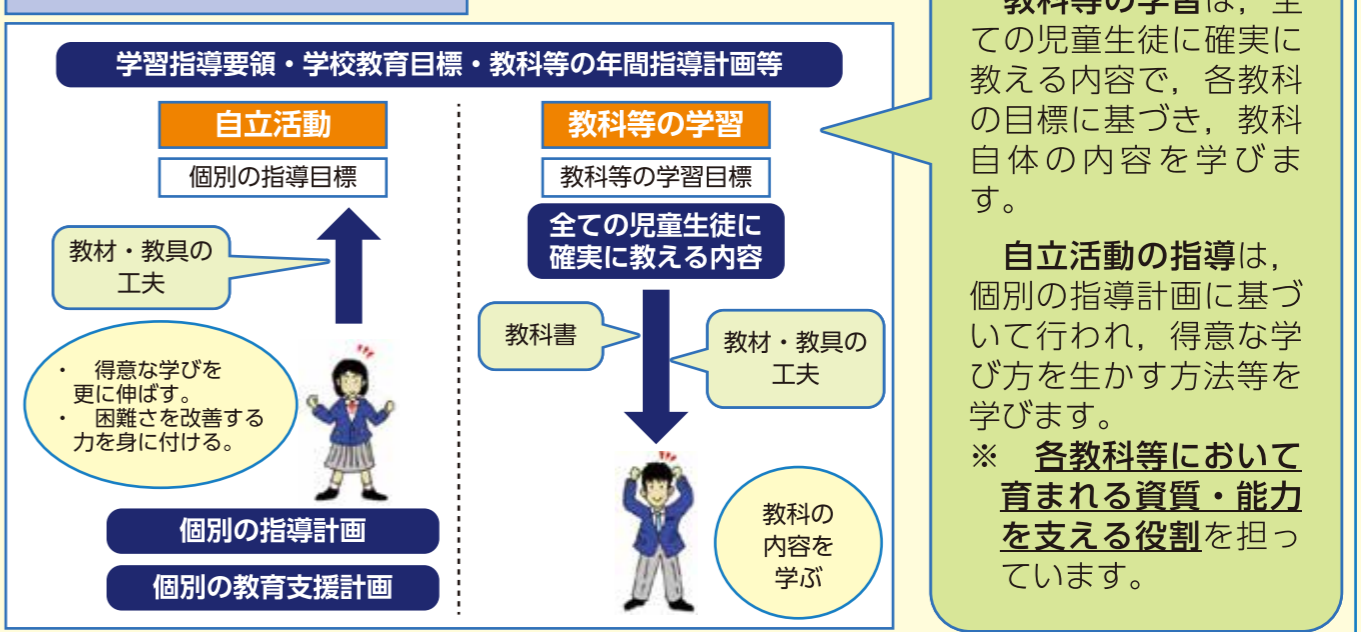 学習指導要領・学校教育目標・教科等の年間指導計画等
自立活動
個別の指導目標
教材・教具の
工夫
・　得意な学びを
更に伸ばす。
・　困難さを改善する
力を身に付ける。
個別の指導計画
個別の教育支援計画
教科等の学習
教科等の学習目標
全ての児童生徒に
確実に教える内容
教科書
教材・教具の
工夫
教科の
内容を
学ぶ
教科等の学習は，全
ての児童生徒に確実に
教える内容で，各教科
の目標に基づき，教科
自体の内容を学びま
す。
自立活動の指導は，
個別の指導計画に基づ
いて行われ，得意な学
び方を生かす方法等を
学びます。
※　各教科等において
育まれる資質・能力
を支える役割を担っ
ています。